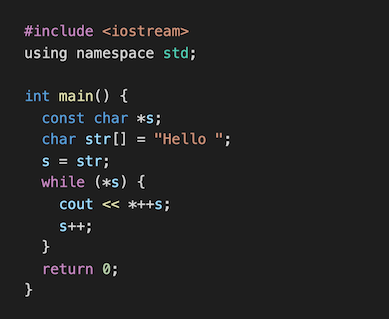 #include <iostream>
using namespace std;

int main() {
  const char *s;
  char str[] = "Hello ";
  s = str;
  while (*s) {
    cout << *++s;
    s++;
  }
  return 0;
}